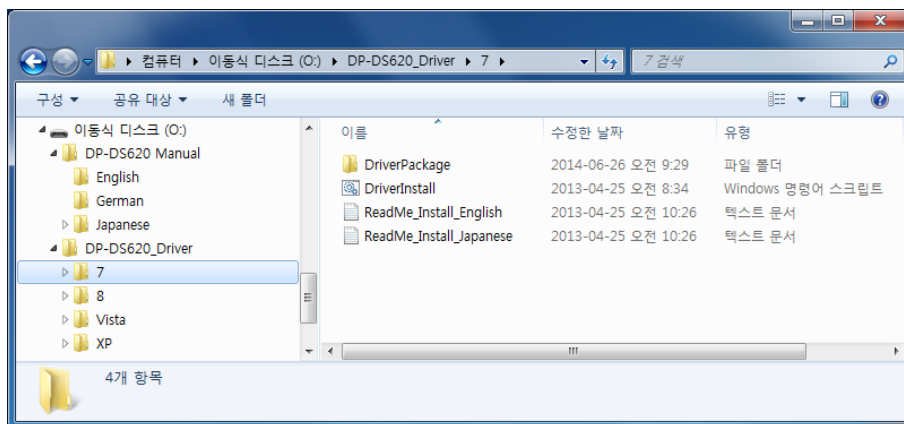 컴퓨터 ▸ 이동식 디스크 (O:) ▸ DP-DS620_Driver ▸ 7 ▸
7 검색
구성 ▼ 공유 대상 ▼ 새 폴더
이동식 디스크 (O:)
DP-DS620 Manual
English
German
Japanese
DP-DS620_Driver
7
8
Vista
XP
이름 수정한 날짜 유형
DriverPackage 2014-06-26 오전 9:29 파일 폴더
DriverInstall 2013-04-25 오전 8:34 Windows 명령어 스크립트
ReadMe_Install_English 2013-04-25 오전 10:26 텍스트 문서
ReadMe_Install_Japanese 2013-04-25 오전 10:26 텍스트 문서
4개 항목